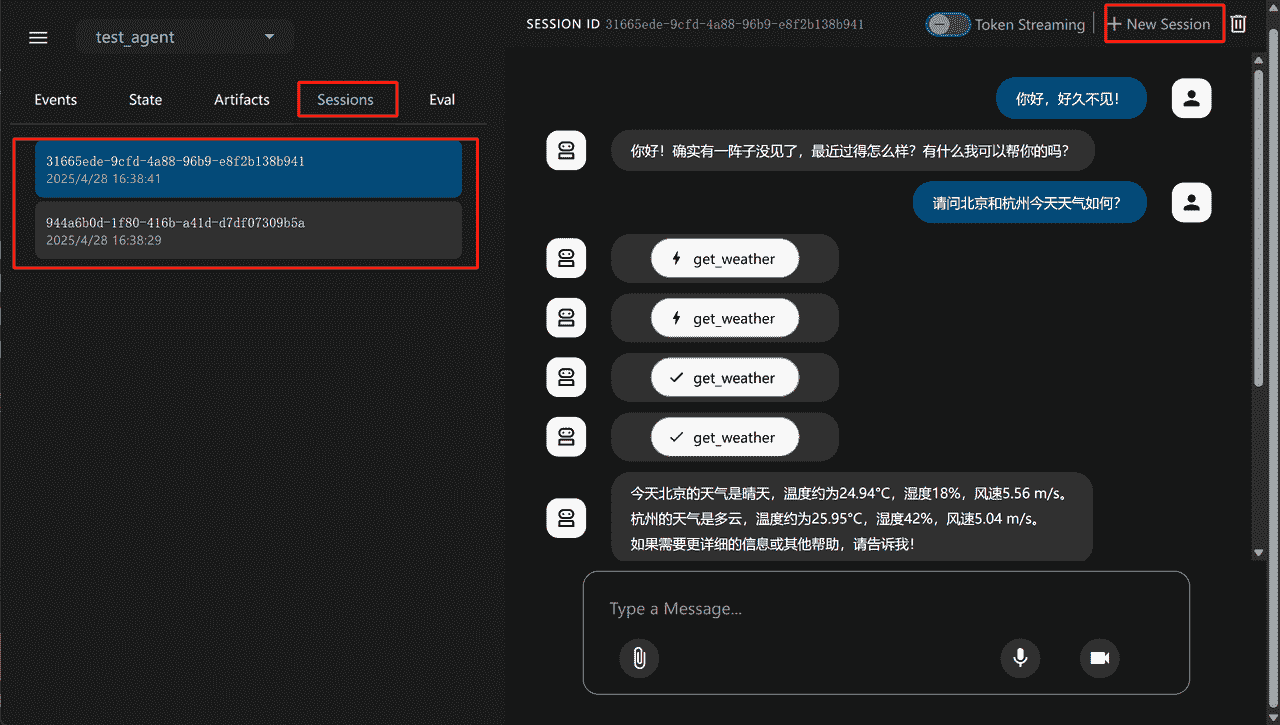 test_agent
SESSION ID 31665ede-9cfd-4a88-96b9-e8f2b138b941
Token Streaming
New Session
Events
State
Artifacts
Sessions
Eval
31665ede-9cfd-4a88-96b9-e8f2b138b941
2025/4/28 16:38:41
944a6b0d-1f80-416b-a41d-d7df07309b5a
2025/4/28 16:38:29
你好，好久不见！
你好！确实有一阵子没见了，最近过得怎么样？有什么我可以帮你的吗？
请问北京和杭州今天天气如何？
get_weather
get_weather
get_weather
get_weather
今天北京的天气是晴天，温度约为24.94°C，湿度18%，风速5.56 m/s。
杭州的天气是多云，温度约为25.95°C，湿度42%，风速5.04 m/s。
如果需要更详细的信息或其他帮助，请告诉我！
Type a Message...